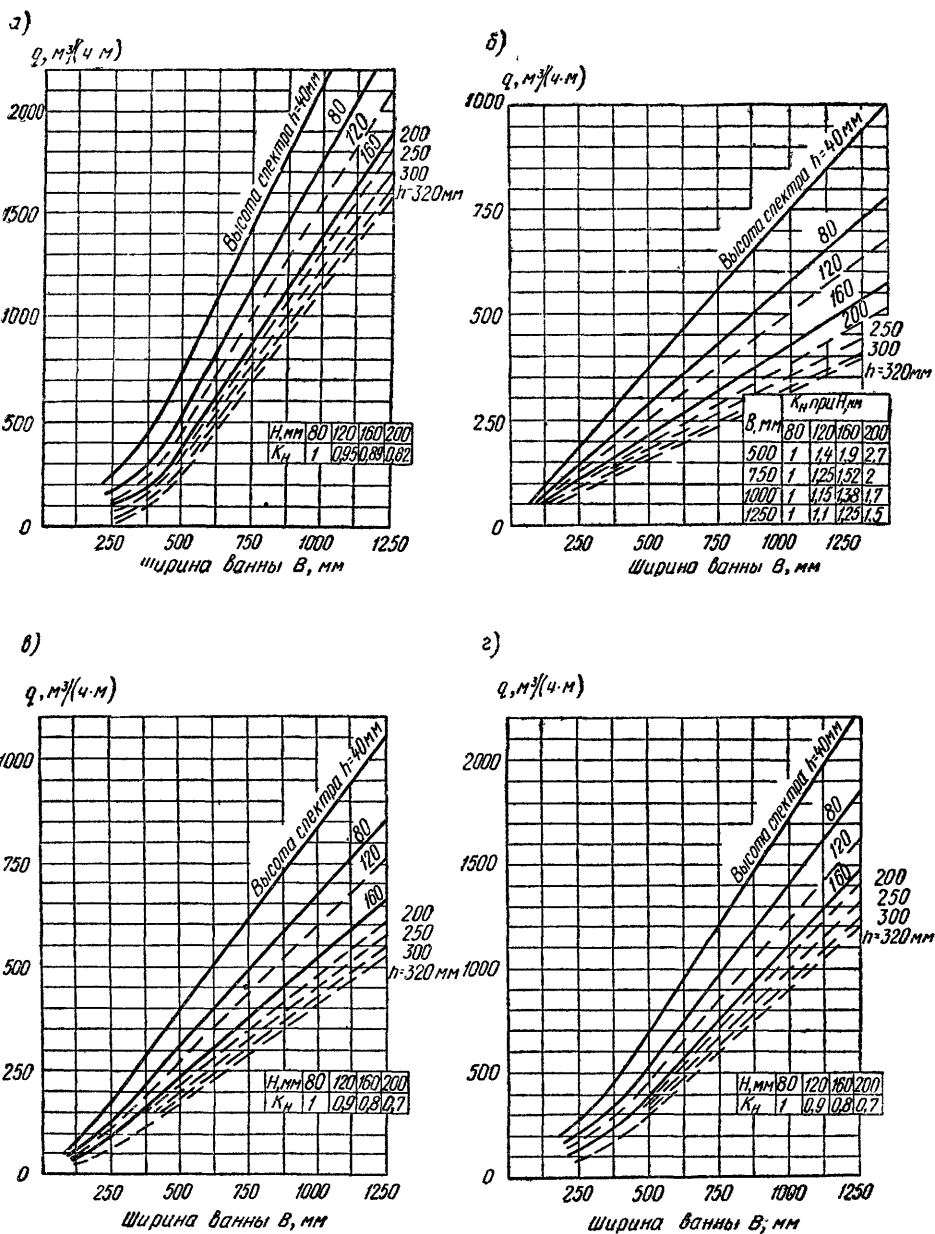 а)
q, м³/(ч·м)
2000
1500
1000
500
0
250 500 750 1000 1250
Ширина ванны В, мм
Высота спектра h=40мм
80
120
160
200
250
300
h=320мм
Н,мм 80 120 160 200
Кн 1 0,95 0,89 0,82
б)
q, м³/(ч·м)
1000
750
500
250
0
250 500 750 1000 1250
Ширина ванны В, мм
Высота спектра h=40мм
80
120
160
200
250
300
h=320мм
В, мм Кн при Н,мм
80 120 160 200
500 1 1,4 1,9 2,7
750 1 1,25 1,52 2
1000 1 1,15 1,38 1,7
1250 1 1,1 1,25 1,5
в)
q, м³/(ч·м)
1000
750
500
250
0
250 500 750 1000 1250
Ширина ванны В, мм
Высота спектра h=40мм
80
120
160
200
250
300
h=320мм
Н,мм 80 120 160 200
Кн 1 0,9 0,8 0,7
г)
q, м³/(ч·м)
2000
1500
1000
500
0
250 500 750 1000 1250
Ширина ванны В, мм
Высота спектра h=40мм
80
120
160
200
250
300
h=320мм
Н,мм 80 120 160 200
Кн 1 0,9 0,8 0,7